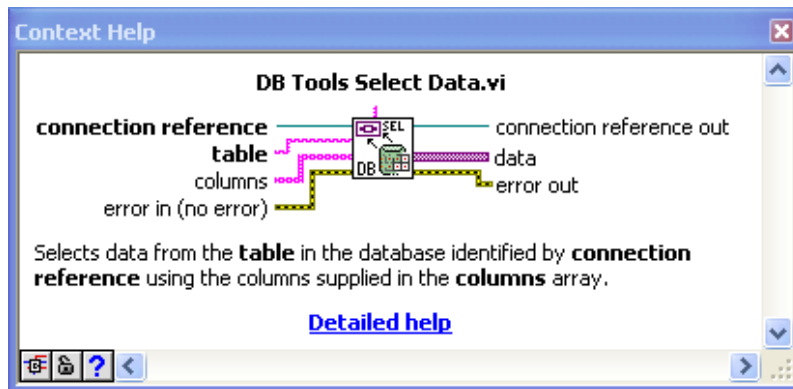 Context Help
DB Tools Select Data.vi
connection reference
connection reference out
table
data
columns
error out
error in (no error)
SEL
DB
Selects data from the table in the database identified by connection
reference using the columns supplied in the columns array.
Detailed help
?